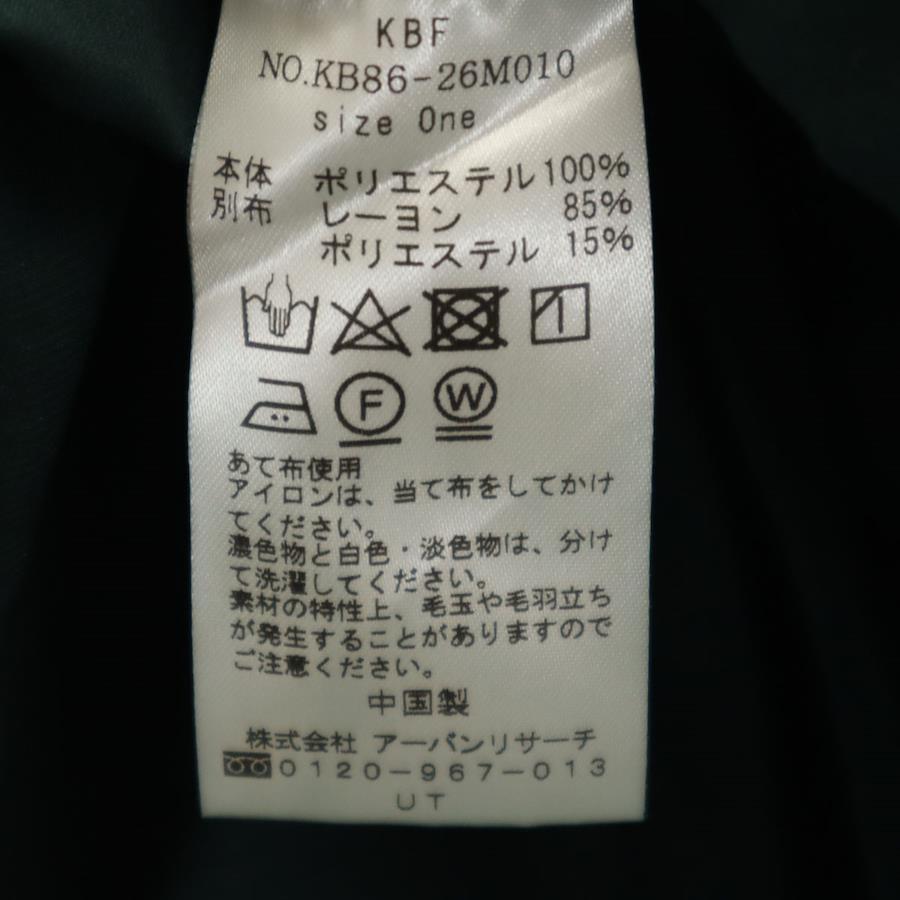 KBF
NO.KB86-26M010
size One
本体 ポリエステル100%
別布 レーヨン 85%
ポリエステル 15%
F W
あて布使用
アイロンは、当て布をしてかけ
てください。
濃色物と白色・淡色物は、分け
て洗濯してください。
素材の特性上、毛玉や毛羽立ち
が発生することがありますので
ご注意ください。
中国製
株式会社 アーバンリサーチ
0120-967-013
UT